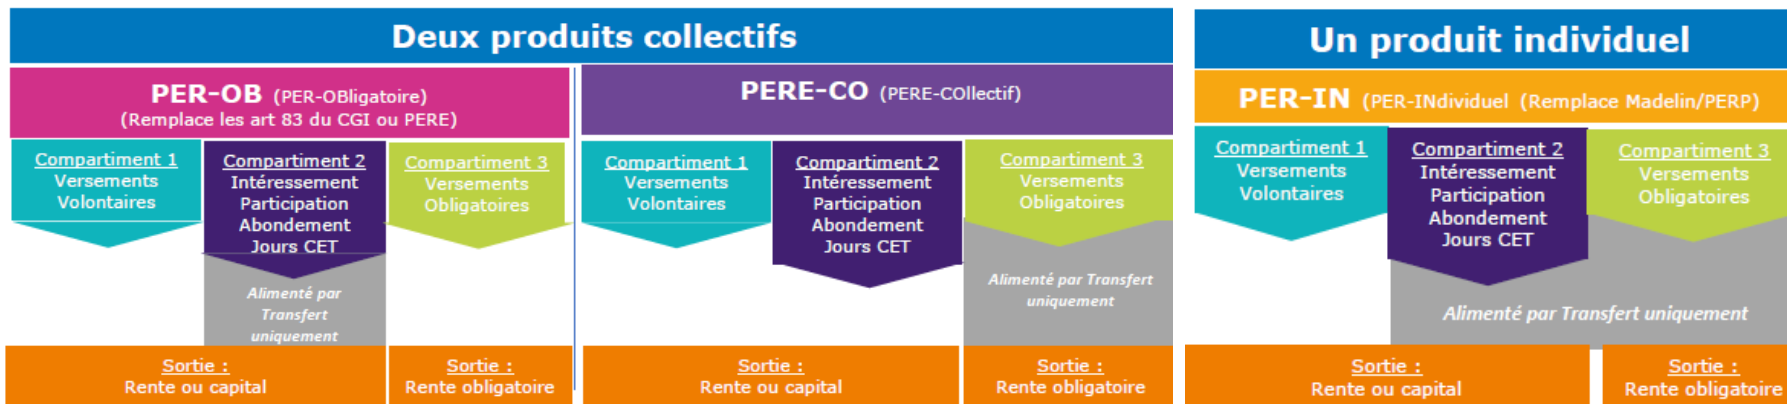 Deux produits collectifs
PER-OB (PER-OBligatoire)
(Remplace les art 83 du CGI ou PERE)
Compartiment 1
Versements
Volontaires
Compartiment 2
Intéressement
Participation
Abondement
Jours CET
Alimenté par
Transfert
uniquement
Compartiment 3
Versements
Obligatoires
Sortie :
Rente ou capital
Sortie :
Rente obligatoire
PERE-CO (PERE-COllectif)
Compartiment 1
Versements
Volontaires
Compartiment 2
Intéressement
Participation
Abondement
Jours CET
Compartiment 3
Versements
Obligatoires
Alimenté par Transfert
uniquement
Sortie :
Rente ou capital
Sortie :
Rente obligatoire
Un produit individuel
PER-IN (PER-INdividuel (Remplace Madelin/PERP)
Compartiment 1
Versements
Volontaires
Compartiment 2
Intéressement
Participation
Abondement
Jours CET
Compartiment 3
Versements
Obligatoires
Alimenté par Transfert uniquement
Sortie :
Rente ou capital
Sortie :
Rente obligatoire